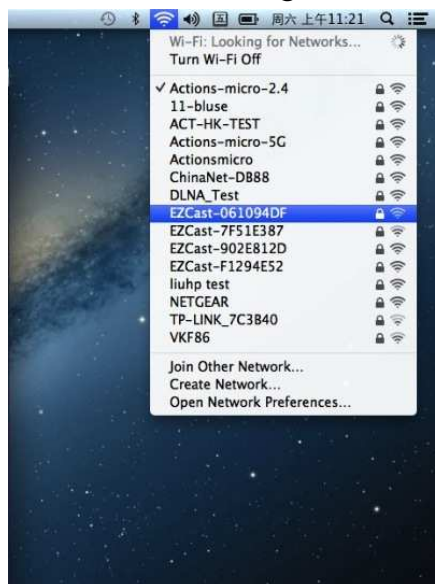 五 周六 上午11:21
Wi-Fi: Looking for Networks...
Turn Wi-Fi Off
Actions-micro-2.4
11-bluse
ACT-HK-TEST
Actions-micro-5G
Actionsmicro
ChinaNet-DB88
DLNA_Test
EZCast-061094DF
EZCast-7F51E387
EZCast-902E812D
EZCast-F1294E52
liuhp test
NETGEAR
TP-LINK_7C3B40
VKF86
Join Other Network...
Create Network...
Open Network Preferences...